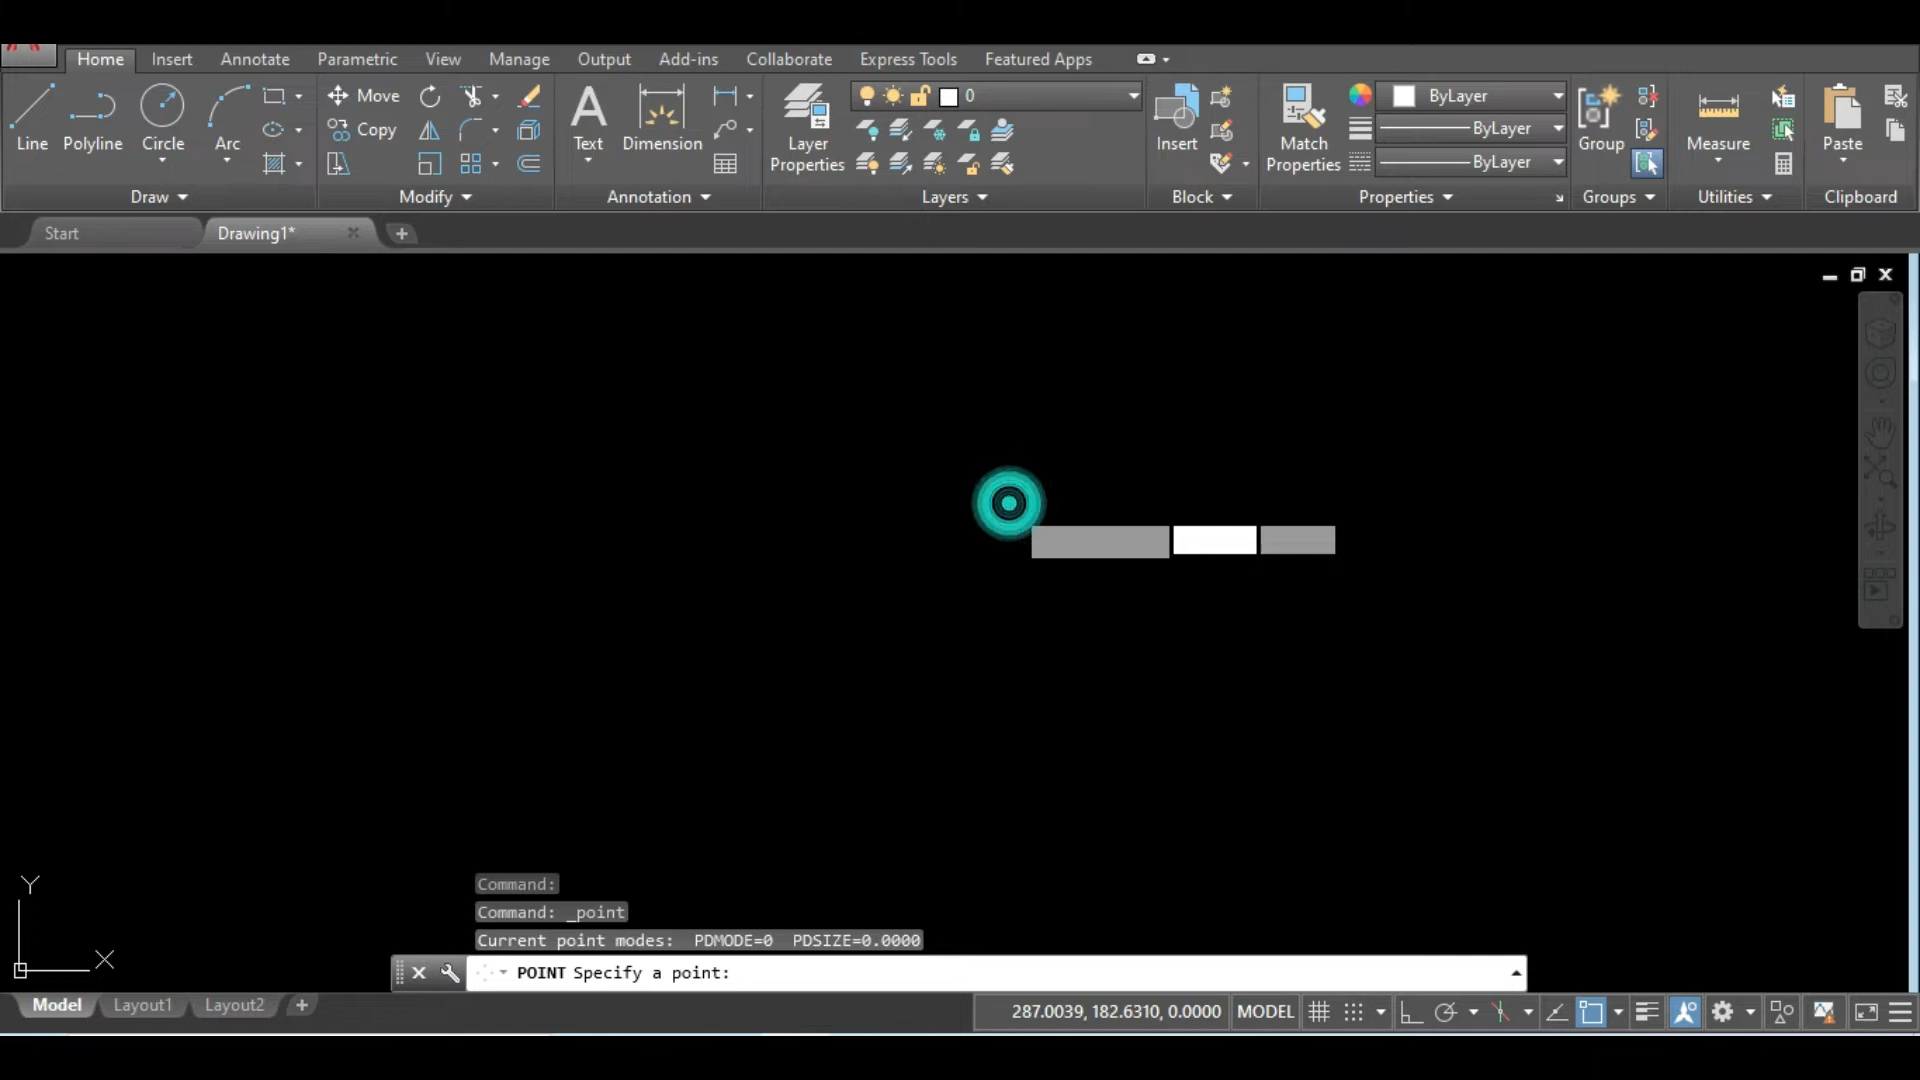 Home Insert Annotate Parametric View Manage Output Add-ins Collaborate Express Tools Featured Apps
Line Polyline Circle Arc
Move
Copy
Text Dimension
Layer
Properties
0
Insert
Match
Properties
ByLayer
ByLayer
ByLayer
Group
Measure
Paste
Draw Modify Annotation Layers Block Properties Groups Utilities Clipboard
Start Drawing1*
Command:
Command: _point
Current point modes: PDMODE=0 PDSIZE=0.0000
POINT Specify a point:
Y
X
Model Layout1 Layout2
287.0039, 182.6310, 0.0000 MODEL